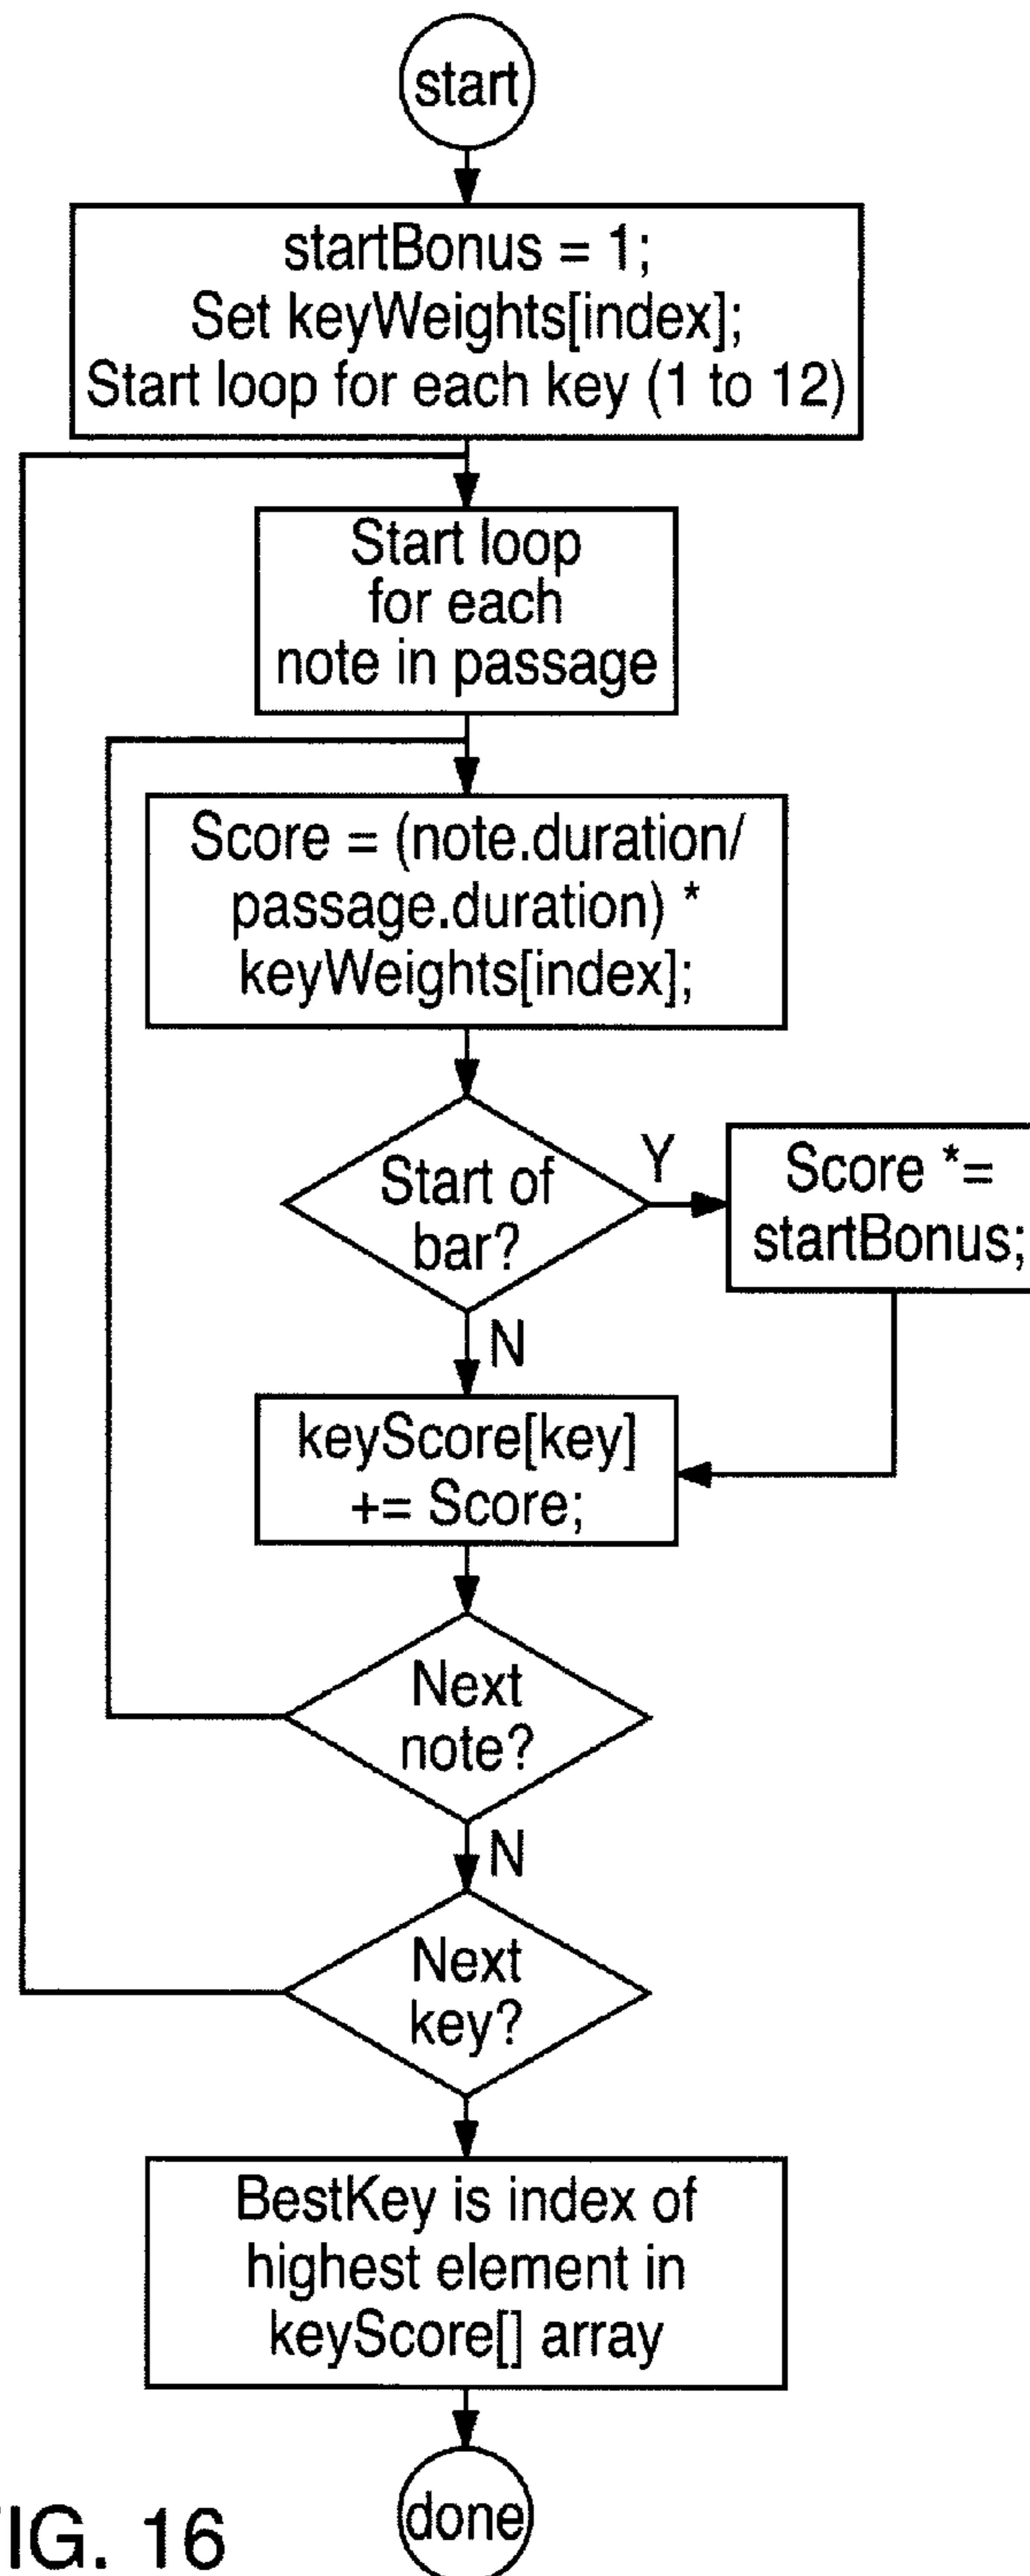 start
startBonus = 1;
Set keyWeights[index];
Start loop for each key (1 to 12)
Start loop
for each
note in passage
Score = (note.duration/
passage.duration) *
keyWeights[index];
Start of
bar?
Y
Score *=
startBonus;
N
keyScore[key]
+= Score;
Next
note?
N
Next
key?
BestKey is index of
highest element in
keyScore[] array
done
IG. 16